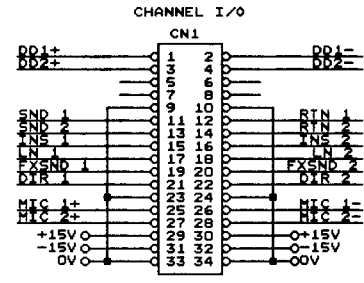 CHANNEL I/O
CN1
DD1+ 1 2 DD1-
DD2+ 3 4 DD2-
5 6
7 8
9 10
SND 1 11 12 RTN 1
SND 2 13 14 RTN 2
INS 1 15 16 INS 2
LN 1 17 18 LN 2
FXSND 1 19 20 FXSND 2
DIR 1 21 22 DIR 2
23 24
MIC 1+ 25 26 MIC 1-
MIC 2+ 27 28 MIC 2-
+15V 29 30 +15V
-15V 31 32 -15V
0V 33 34 0V